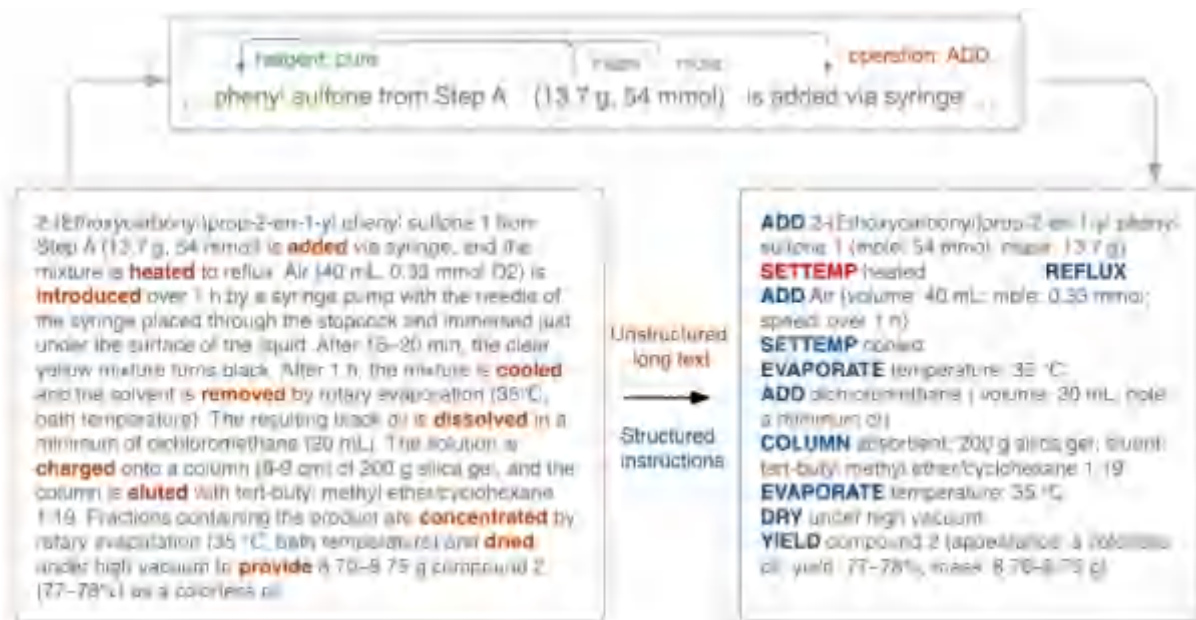 reagent: pure
mass
mole
operation: ADD
... phenyl sulfone from Step A (13.7 g, 54 mmol) is added via syringe ...
2-(Ethoxycarbonyl)prop-2-en-1-yl phenyl sulfone 1 from
Step A (13.7 g, 54 mmol) is added via syringe, and the
mixture is heated to reflux. Air (40 mL, 0.33 mmol O2) is
introduced over 1 h by a syringe pump with the needle of
the syringe placed through the stopcock and immersed just
under the surface of the liquid. After 15–20 min, the clear
yellow mixture turns black. After 1 h, the mixture is cooled
and the solvent is removed by rotary evaporation (35°C,
bath temperature). The resulting black oil is dissolved in a
minimum of dichloromethane (20 mL). The solution is
charged onto a column (6-9 cm) of 200 g silica gel, and the
column is eluted with tert-butyl methyl ether/cyclohexane
1:19. Fractions containing the product are concentrated by
rotary evaporation (35 °C, bath temperature) and dried
under high vacuum to provide 8.70–8.75 g compound 2
(77–78%) as a colorless oil.
Unstructured
long text
Structured
instructions
ADD 2-(Ethoxycarbonyl)prop-2-en-1-yl phenyl
sulfone 1 (mole: 54 mmol; mass: 13.7 g)
SETTEMP heated REFLUX
ADD Air (volume: 40 mL; mole: 0.33 mmol;
speed: over 1 h)
SETTEMP cooled
EVAPORATE temperature: 35 °C
ADD dichloromethane ( volume: 20 mL; note:
a minimum of)
COLUMN absorbent: 200 g silica gel; eluent:
tert-butyl methyl ether/cyclohexane 1:19
EVAPORATE temperature: 35 °C
DRY under high vacuum
YIELD compound 2 (appearance: a colorless
oil; yield: 77–78%; mass: 8.70–8.75 g)